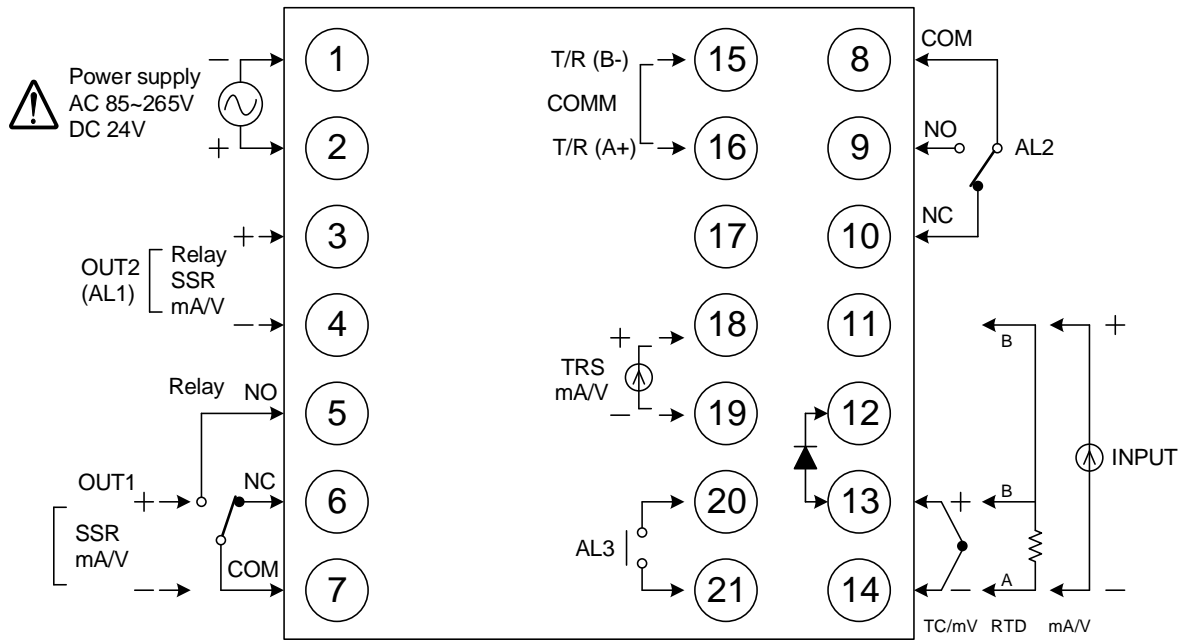 Power supply
AC 85~265V
DC 24V
−
+
1
2
OUT2
(AL1)
Relay
SSR
mA/V
+
−
3
4
Relay
NO
5
OUT1
+
NC
6
SSR
mA/V
−
COM
7
T/R (B-)
COMM
T/R (A+)
15
16
17
TRS
mA/V
+
−
18
19
AL3
20
21
COM
8
NO
9
AL2
NC
10
11
12
13
14
B
+
+
B
INPUT
−
A
−
TC/mV
RTD
mA/V